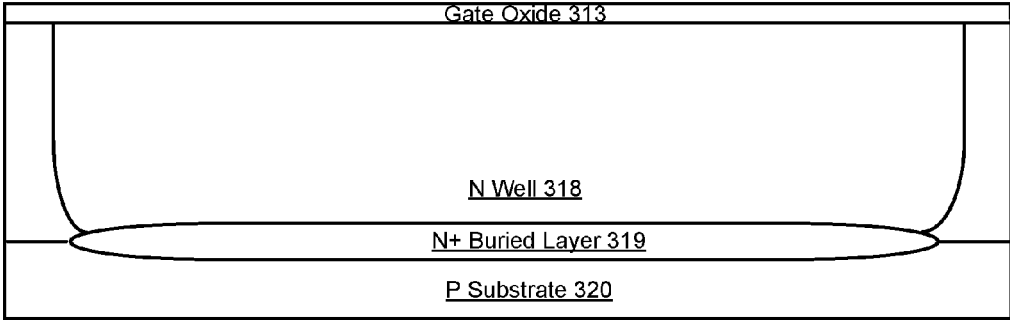 Gate Oxide 313
N Well 318
N+ Buried Layer 319
P Substrate 320